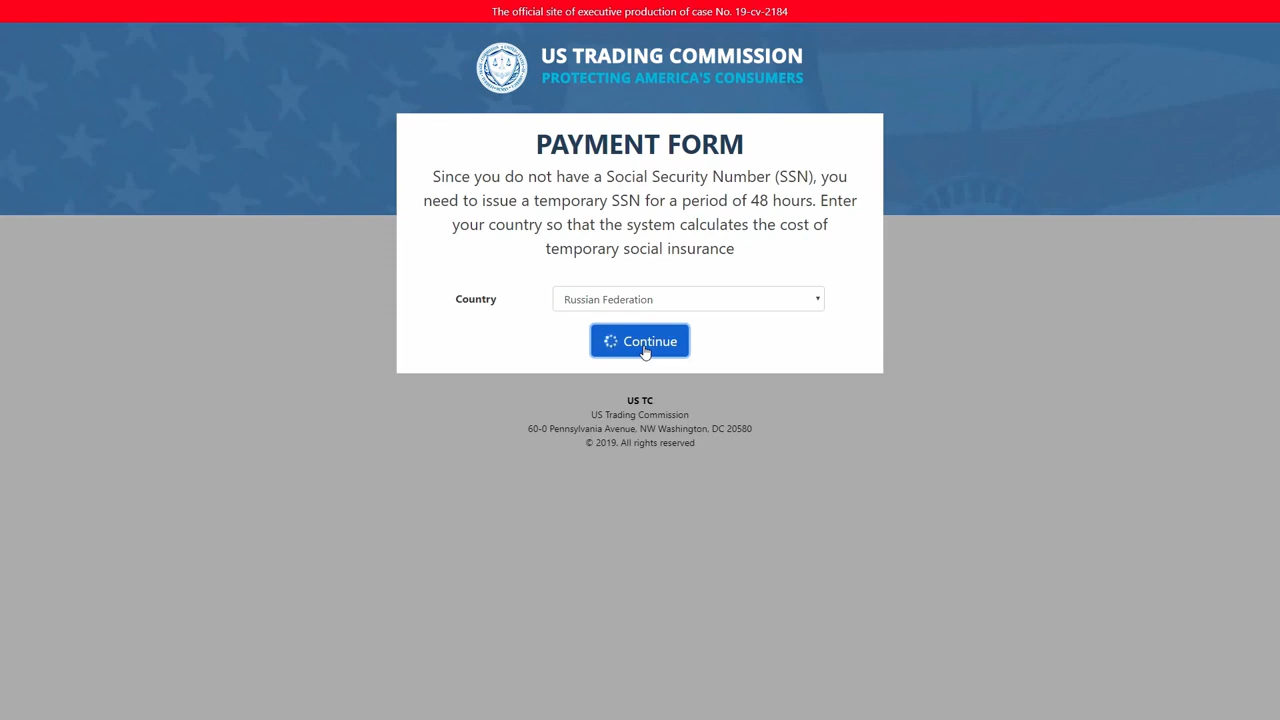 The official site of executive production of case No. 19-cv-2184
US TRADING COMMISSION
PROTECTING AMERICA'S CONSUMERS
PAYMENT FORM
Since you do not have a Social Security Number (SSN), you
need to issue a temporary SSN for a period of 48 hours. Enter
your country so that the system calculates the cost of
temporary social insurance
Country
Russian Federation
Continue
US TC
US Trading Commission
60-0 Pennsylvania Avenue, NW Washington, DC 20580
© 2019. All rights reserved